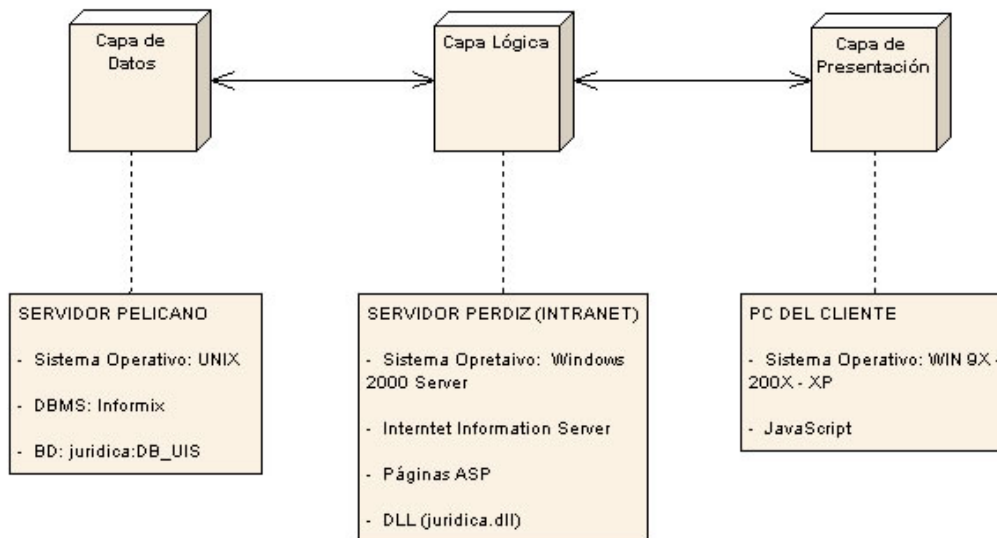 Capa de
Datos
Capa Lógica
Capa de
Presentación
SERVIDOR PELICANO
- Sistema Operativo: UNIX
- DBMS: Informix
- BD: juridica:DB_UIS
SERVIDOR PERDIZ (INTRANET)
- Sistema Opretaivo: Windows
2000 Server
- Interntet Information Server
- Páginas ASP
- DLL (juridica.dll)
PC DEL CLIENTE
- Sistema Operativo: WIN 9X -
200X - XP
- JavaScript